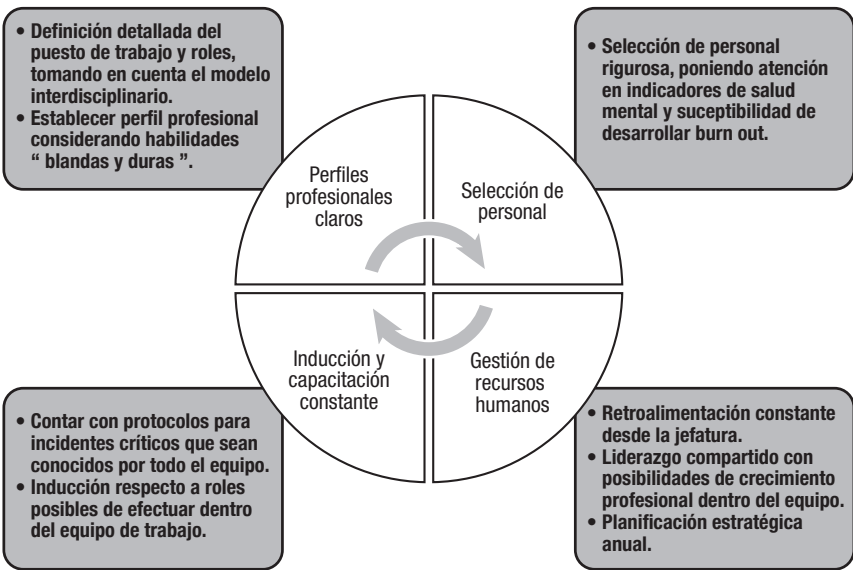 • Definición detallada del
puesto de trabajo y roles,
tomando en cuenta el modelo
interdisciplinario.
• Establecer perfil profesional
considerando habilidades
“ blandas y duras ”.
• Selección de personal
rigurosa, poniendo atención
en indicadores de salud
mental y suceptibilidad de
desarrollar burn out.
Perfiles
profesionales
claros
Selección de
personal
Inducción y
capacitación
constante
Gestión de
recursos
humanos
• Contar con protocolos para
incidentes críticos que sean
conocidos por todo el equipo.
• Inducción respecto a roles
posibles de efectuar dentro
del equipo de trabajo.
• Retroalimentación constante
desde la jefatura.
• Liderazgo compartido con
posibilidades de crecimiento
profesional dentro del equipo.
• Planificación estratégica
anual.